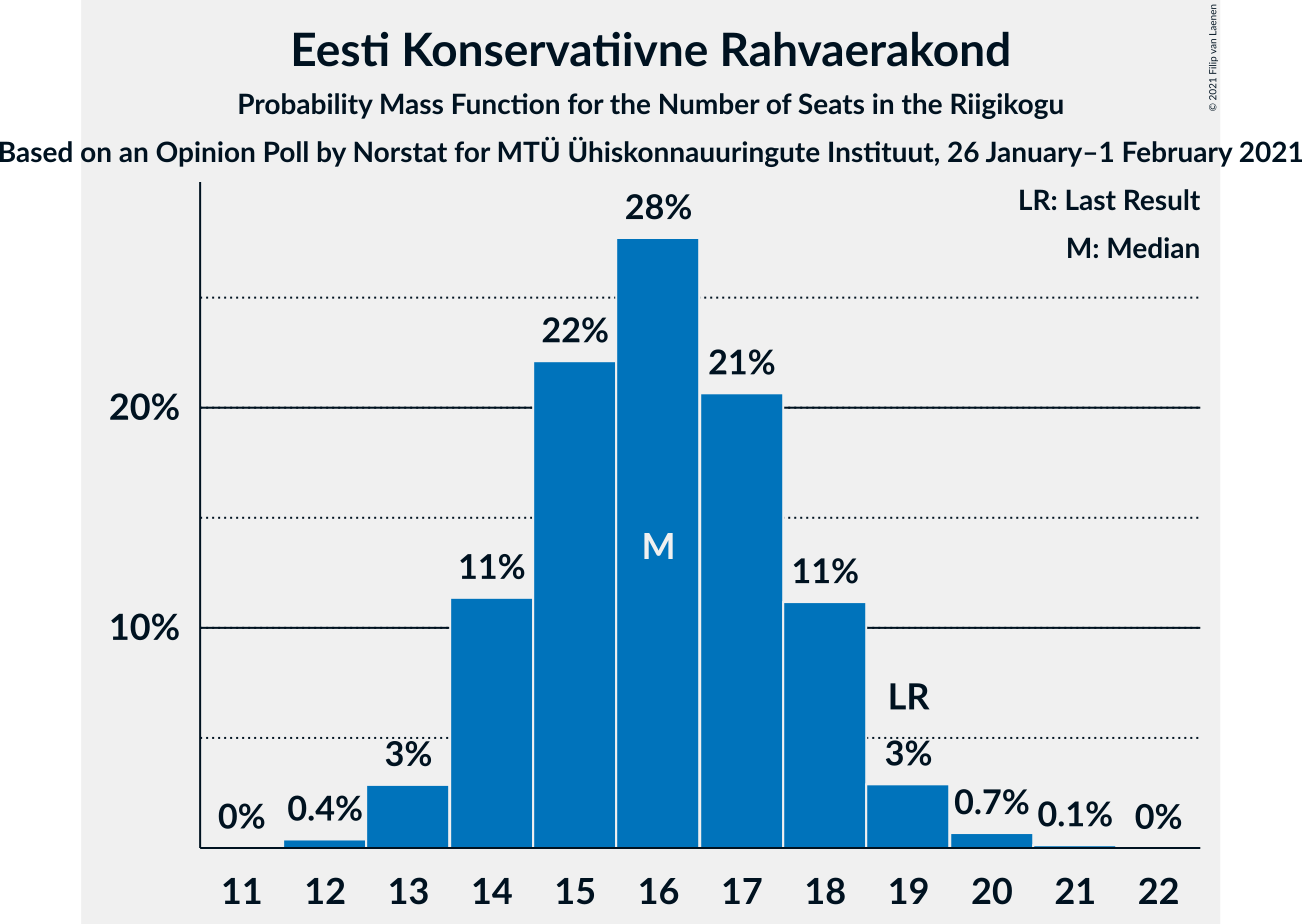 Eesti Konservatiivne Rahvaerakond
Probability Mass Function for the Number of Seats in the Riigikogu
Based on an Opinion Poll by Norstat for MTÜ Ühiskonnauuringute Instituut, 26 January–1 February 2021
© 2021 Filip van Laenen
LR: Last Result
M: Median
28%
22%
21%
20%
M
11%
11%
10%
LR
3%
3%
0%
0.4%
0.7%
0.1%
0%
11 12 13 14 15 16 17 18 19 20 21 22